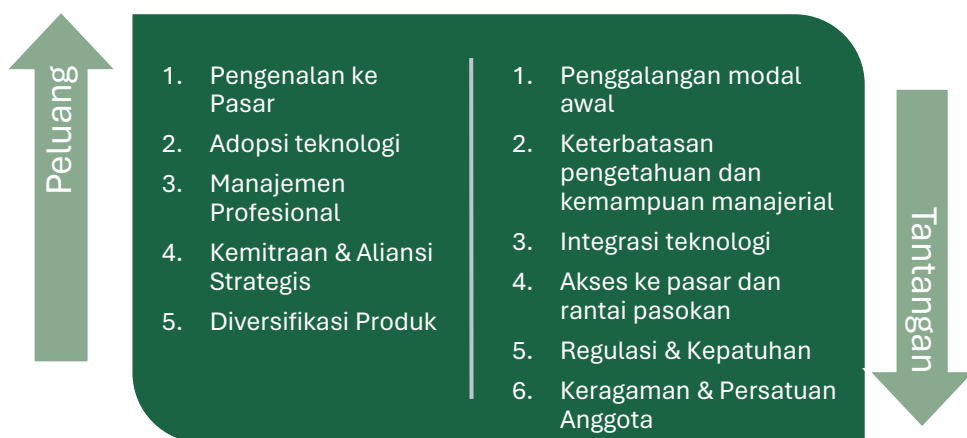 Peluang
1. Pengenalan ke
Pasar
2. Adopsi teknologi
3. Manajemen
Profesional
4. Kemitraan & Aliansi
Strategis
5. Diversifikasi Produk
1. Penggalangan modal
awal
2. Keterbatasan
pengetahuan dan
kemampuan manajerial
3. Integrasi teknologi
4. Akses ke pasar dan
rantai pasokan
5. Regulasi & Kepatuhan
6. Keragaman & Persatuan
Anggota
Tantangan